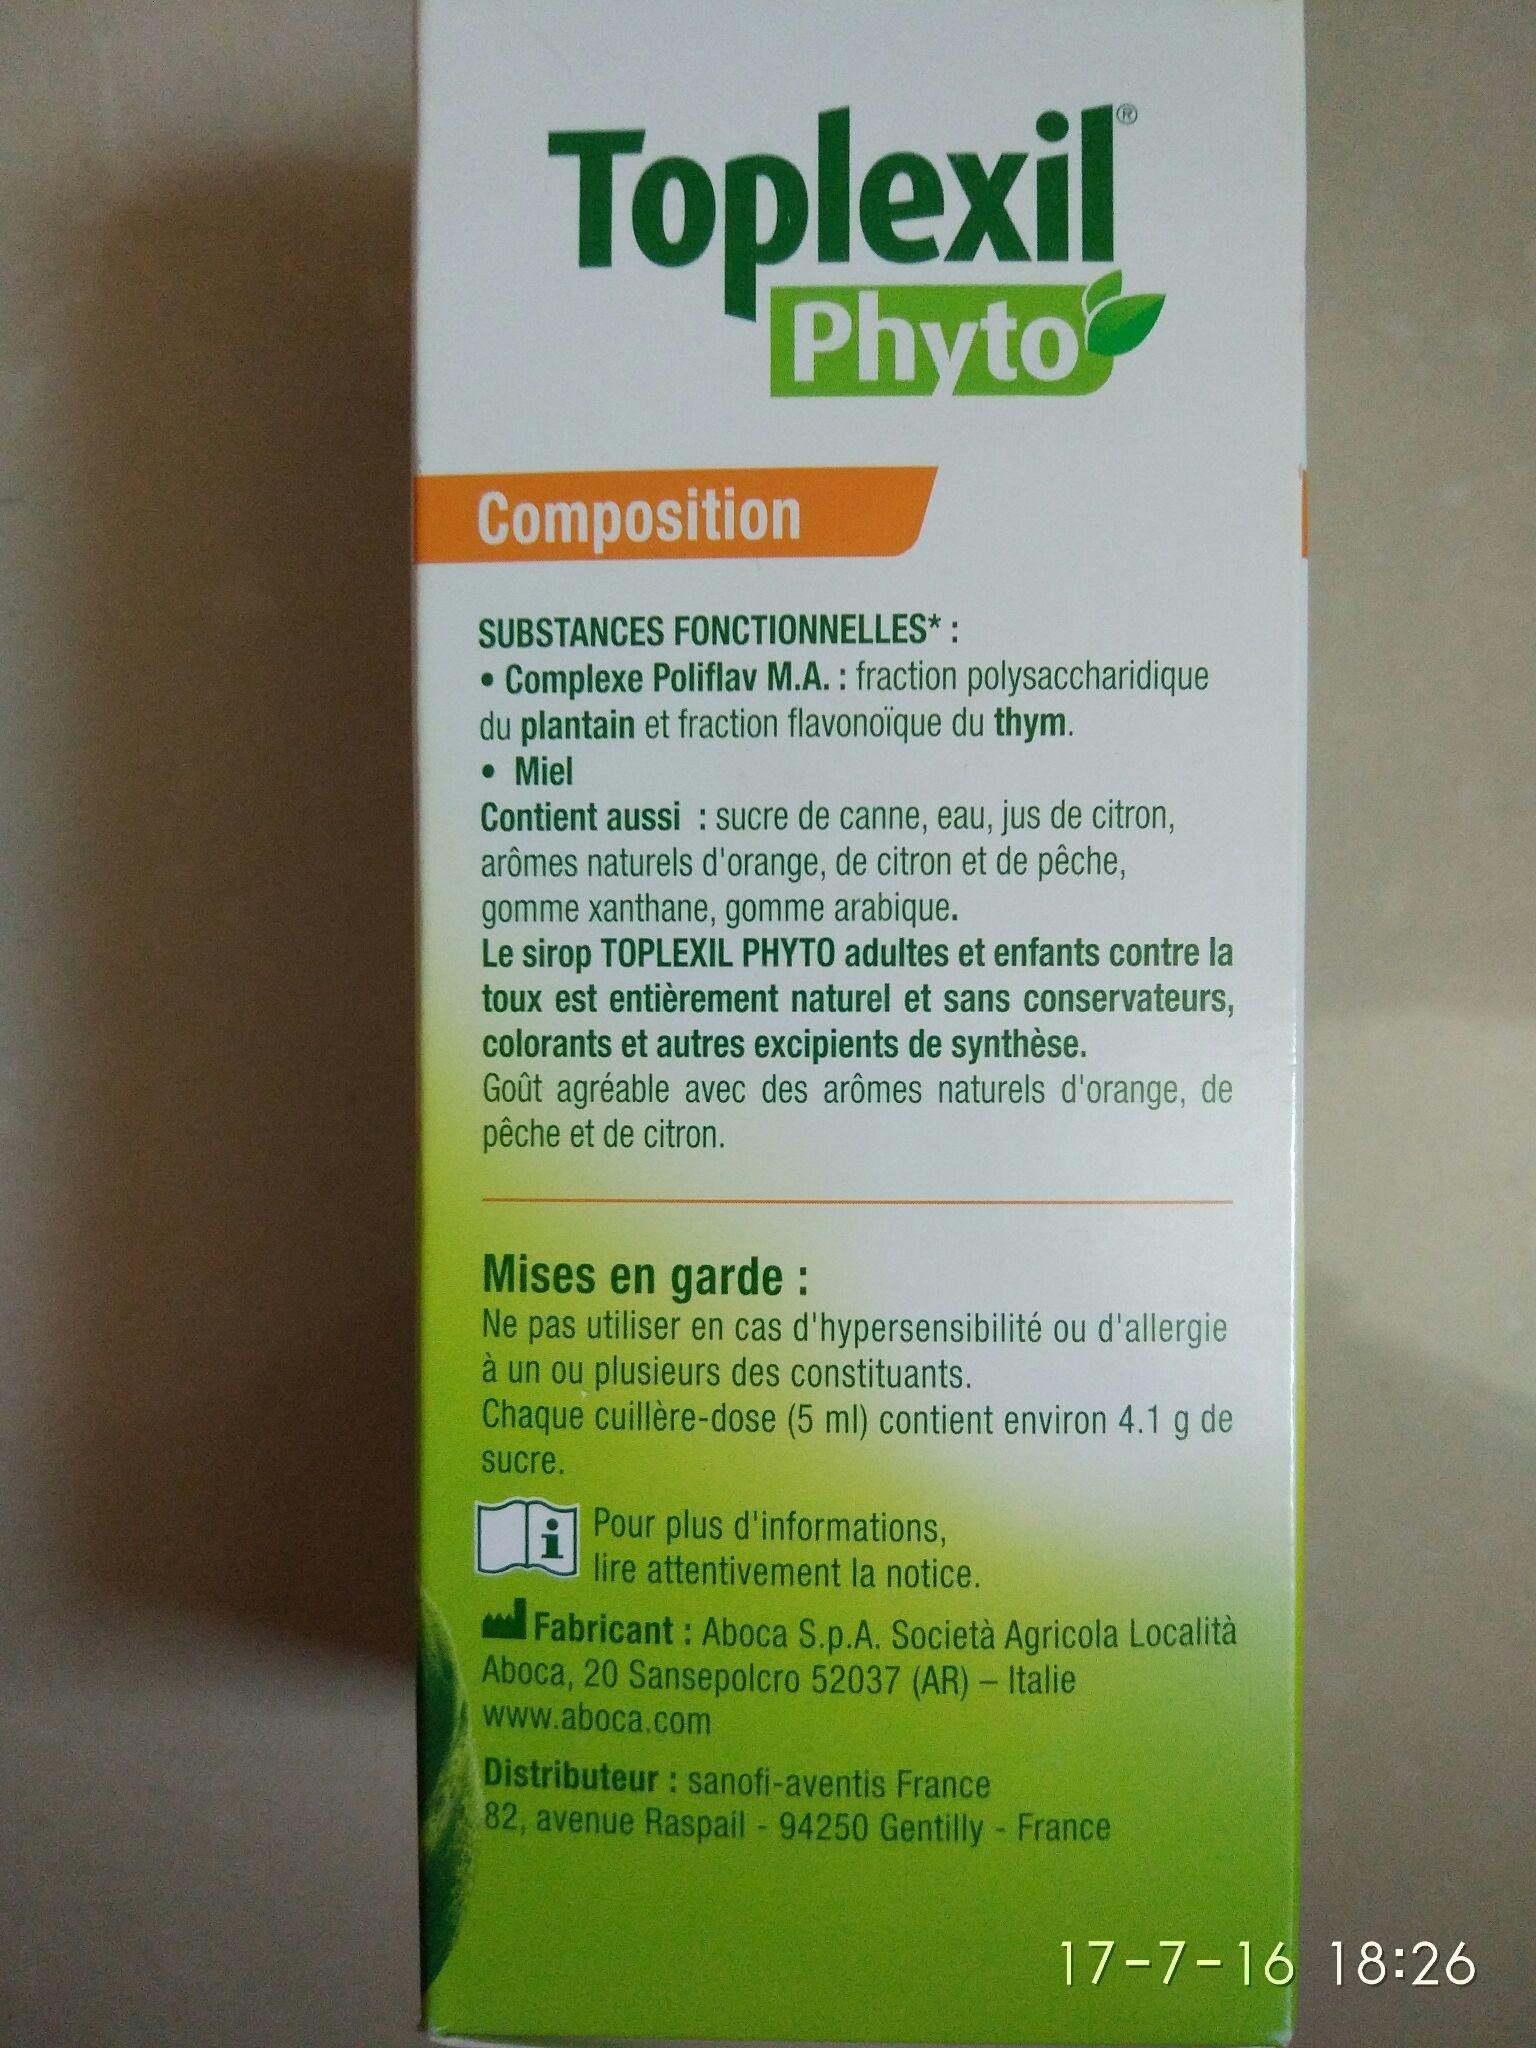 Toplexil®
Phyto
Composition
SUBSTANCES FONCTIONNELLES* :
• Complexe Poliflav M.A. : fraction polysaccharidique
du plantain et fraction flavonoïque du thym.
• Miel
Contient aussi : sucre de canne, eau, jus de citron,
arômes naturels d'orange, de citron et de pêche,
gomme xanthane, gomme arabique.
Le sirop TOPLEXIL PHYTO adultes et enfants contre la
toux est entièrement naturel et sans conservateurs,
colorants et autres excipients de synthèse.
Goût agréable avec des arômes naturels d'orange, de
pêche et de citron.
Mises en garde :
Ne pas utiliser en cas d'hypersensibilité ou d'allergie
à un ou plusieurs des constituants.
Chaque cuillère-dose (5 ml) contient environ 4.1 g de
sucre.
i
Pour plus d'informations,
lire attentivement la notice.
Fabricant : Aboca S.p.A. Società Agricola Località
Aboca, 20 Sansepolcro 52037 (AR) – Italie
www.aboca.com
Distributeur : sanofi-aventis France
82, avenue Raspail - 94250 Gentilly - France
17-7-16 18:26